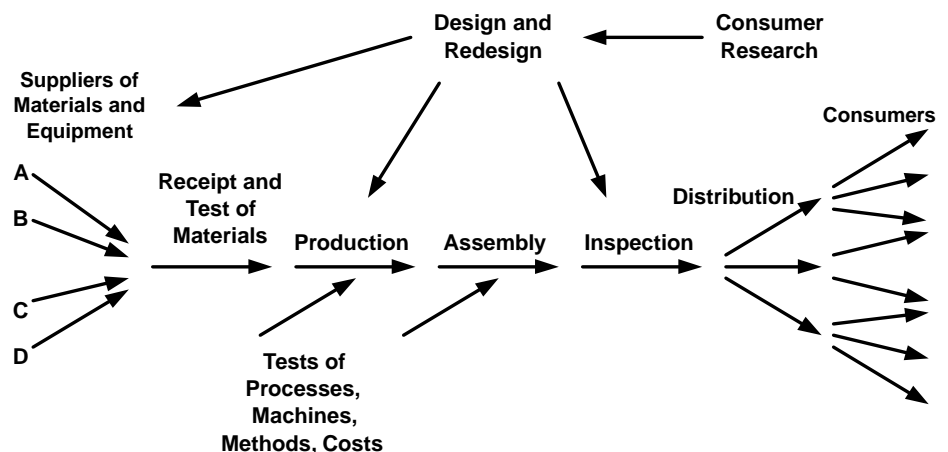 Design and
Redesign
Consumer
Research
Suppliers of
Materials and
Equipment
Consumers
A
B
C
D
Receipt and
Test of
Materials
Production
Assembly
Inspection
Distribution
Tests of
Processes,
Machines,
Methods, Costs